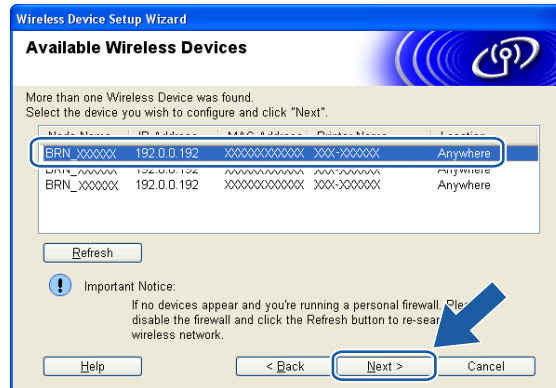 Wireless Device Setup Wizard
Available Wireless Devices
More than one Wireless Device was found.
Select the device you wish to configure and click "Next".
Node Name IP Address MAC Address Printer Name Location
BRN_XXXXXX 192.0.0.192 XXXXXXXXXXXX XXX-XXXXXX Anywhere
BRN_XXXXXX 192.0.0.192 XXXXXXXXXXXX XXX-XXXXXX Anywhere
BRN_XXXXXX 192.0.0.192 XXXXXXXXXXXX XXX-XXXXXX Anywhere
Refresh
Important Notice:
If no devices appear and you're running a personal firewall.
disable the firewall and click the Refresh button to
wireless network.
Help
< Back
Next >
Cancel